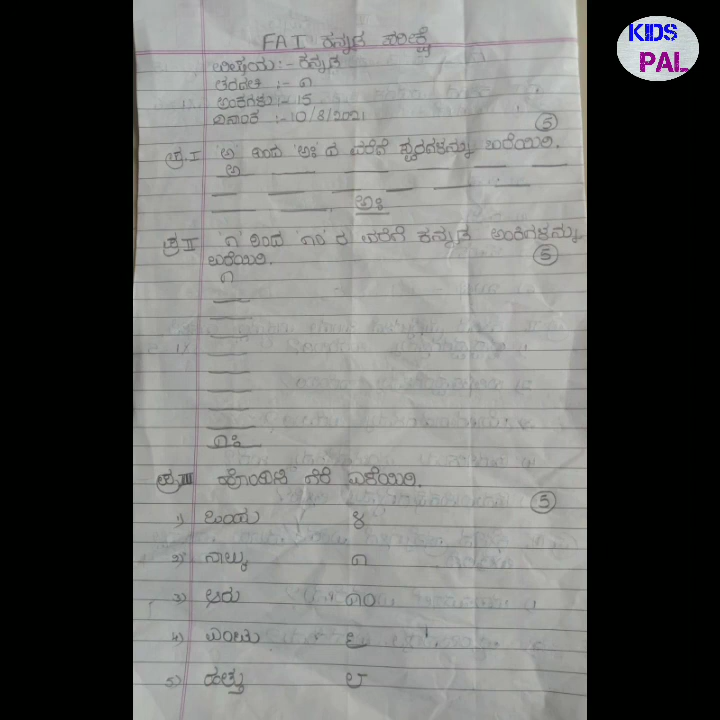 KIDS
PAL
FA I ಕನ್ನಡ ಪರೀಕ್ಷೆ
ವಿಷಯ:- ಕನ್ನಡ
ತರಗತಿ :- ೧
ಅಂಕಗಳು:- 15
ದಿನಾಂಕ :- 10/8/2021
ಪ್ರ.I 'ಅ' ಇಂದ 'ಅಃ' ದ ವರೆಗೆ ಸ್ವರಗಳನ್ನು ಬರೆಯಿರಿ. 5
ಅ
ಅಃ
ಪ್ರ II '೧' ರಿಂದ '೧೦' ರ ವರೆಗೆ ಕನ್ನಡ ಅಂಕಿಗಳನ್ನು
ಬರೆಯಿರಿ. 5
೧
೧೦
ಪ್ರ III ಹೊಂದಿಸಿ ಗೆರೆ ಎಳೆಯಿರಿ.
5
1) ಒಂದು ೪
2) ನಾಲ್ಕು ೧
3) ಆರು ೧೦
4) ಎಂಟು ೬
5) ಹತ್ತು ೮